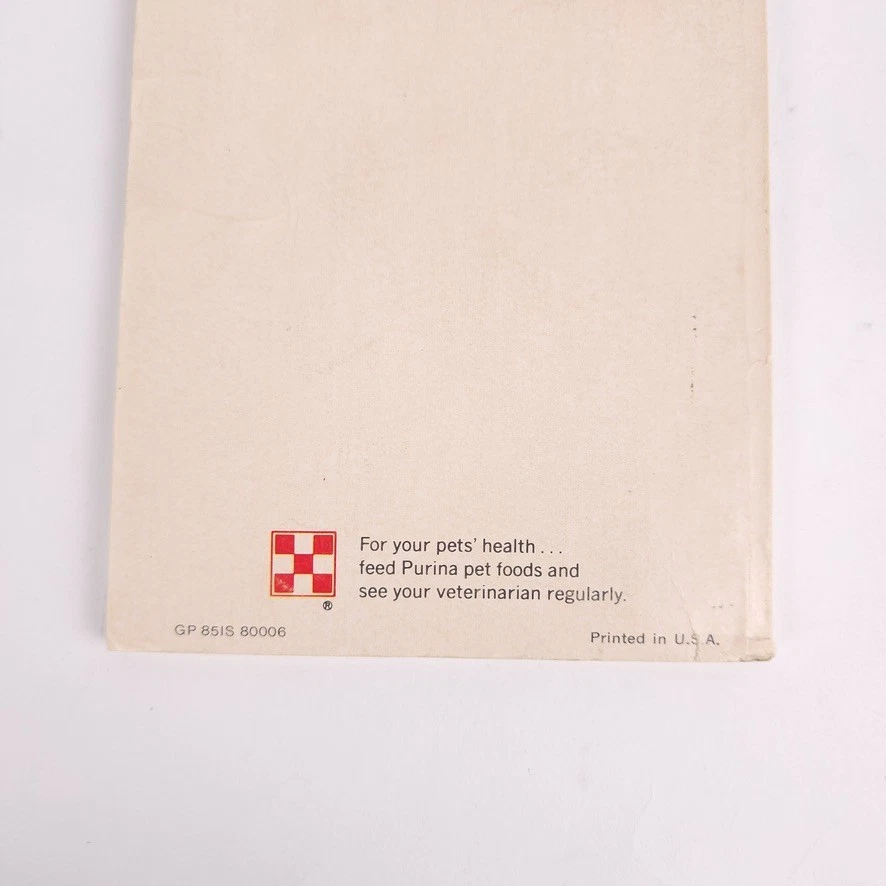 For your pets' health...
feed Purina pet foods and
see your veterinarian regularly.
®
GP 851S 80006
Printed in U.S.A.